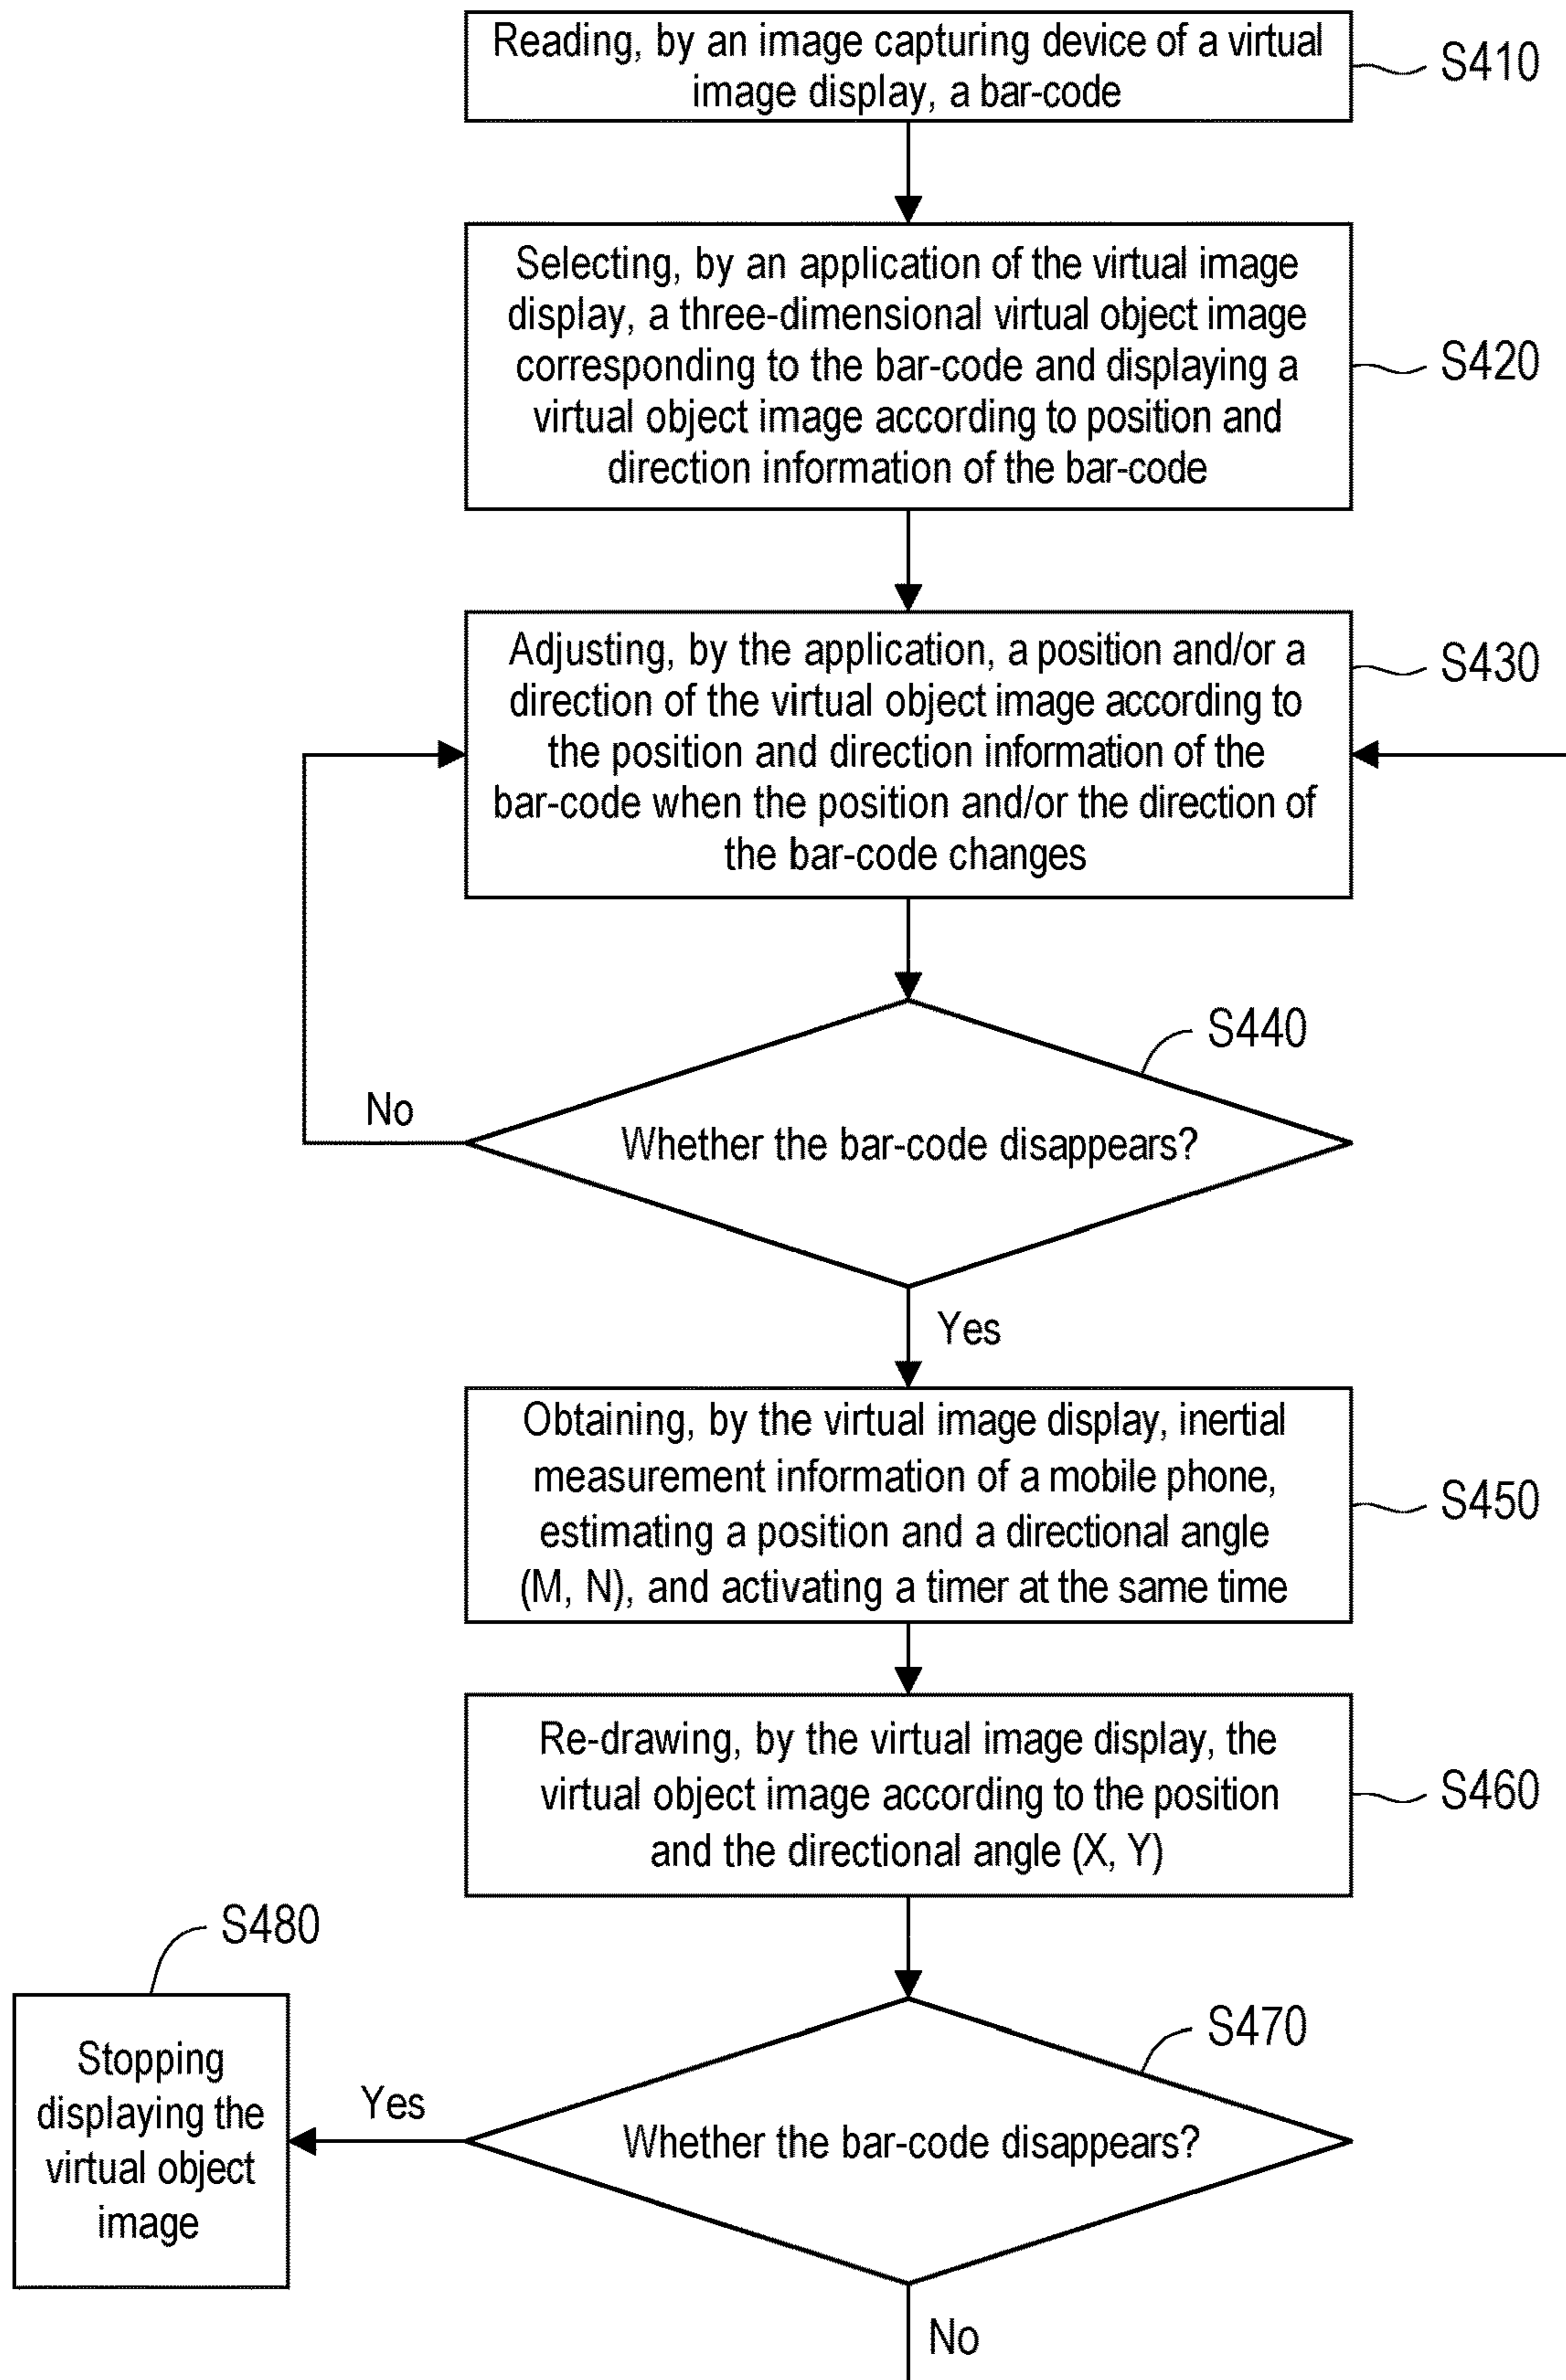 Reading, by an image capturing device of a virtual
image display, a bar-code
S410
Selecting, by an application of the virtual image
display, a three-dimensional virtual object image
corresponding to the bar-code and displaying a
virtual object image according to position and
direction information of the bar-code
S420
Adjusting, by the application, a position and/or a
direction of the virtual object image according to
the position and direction information of the
bar-code when the position and/or the direction of
the bar-code changes
S430
S440
No
Whether the bar-code disappears?
Yes
Obtaining, by the virtual image display, inertial
measurement information of a mobile phone,
estimating a position and a directional angle
(M, N), and activating a timer at the same time
S450
Re-drawing, by the virtual image display, the
virtual object image according to the position
and the directional angle (X, Y)
S460
S480
Stopping
displaying the
virtual object
image
S470
Yes
Whether the bar-code disappears?
No